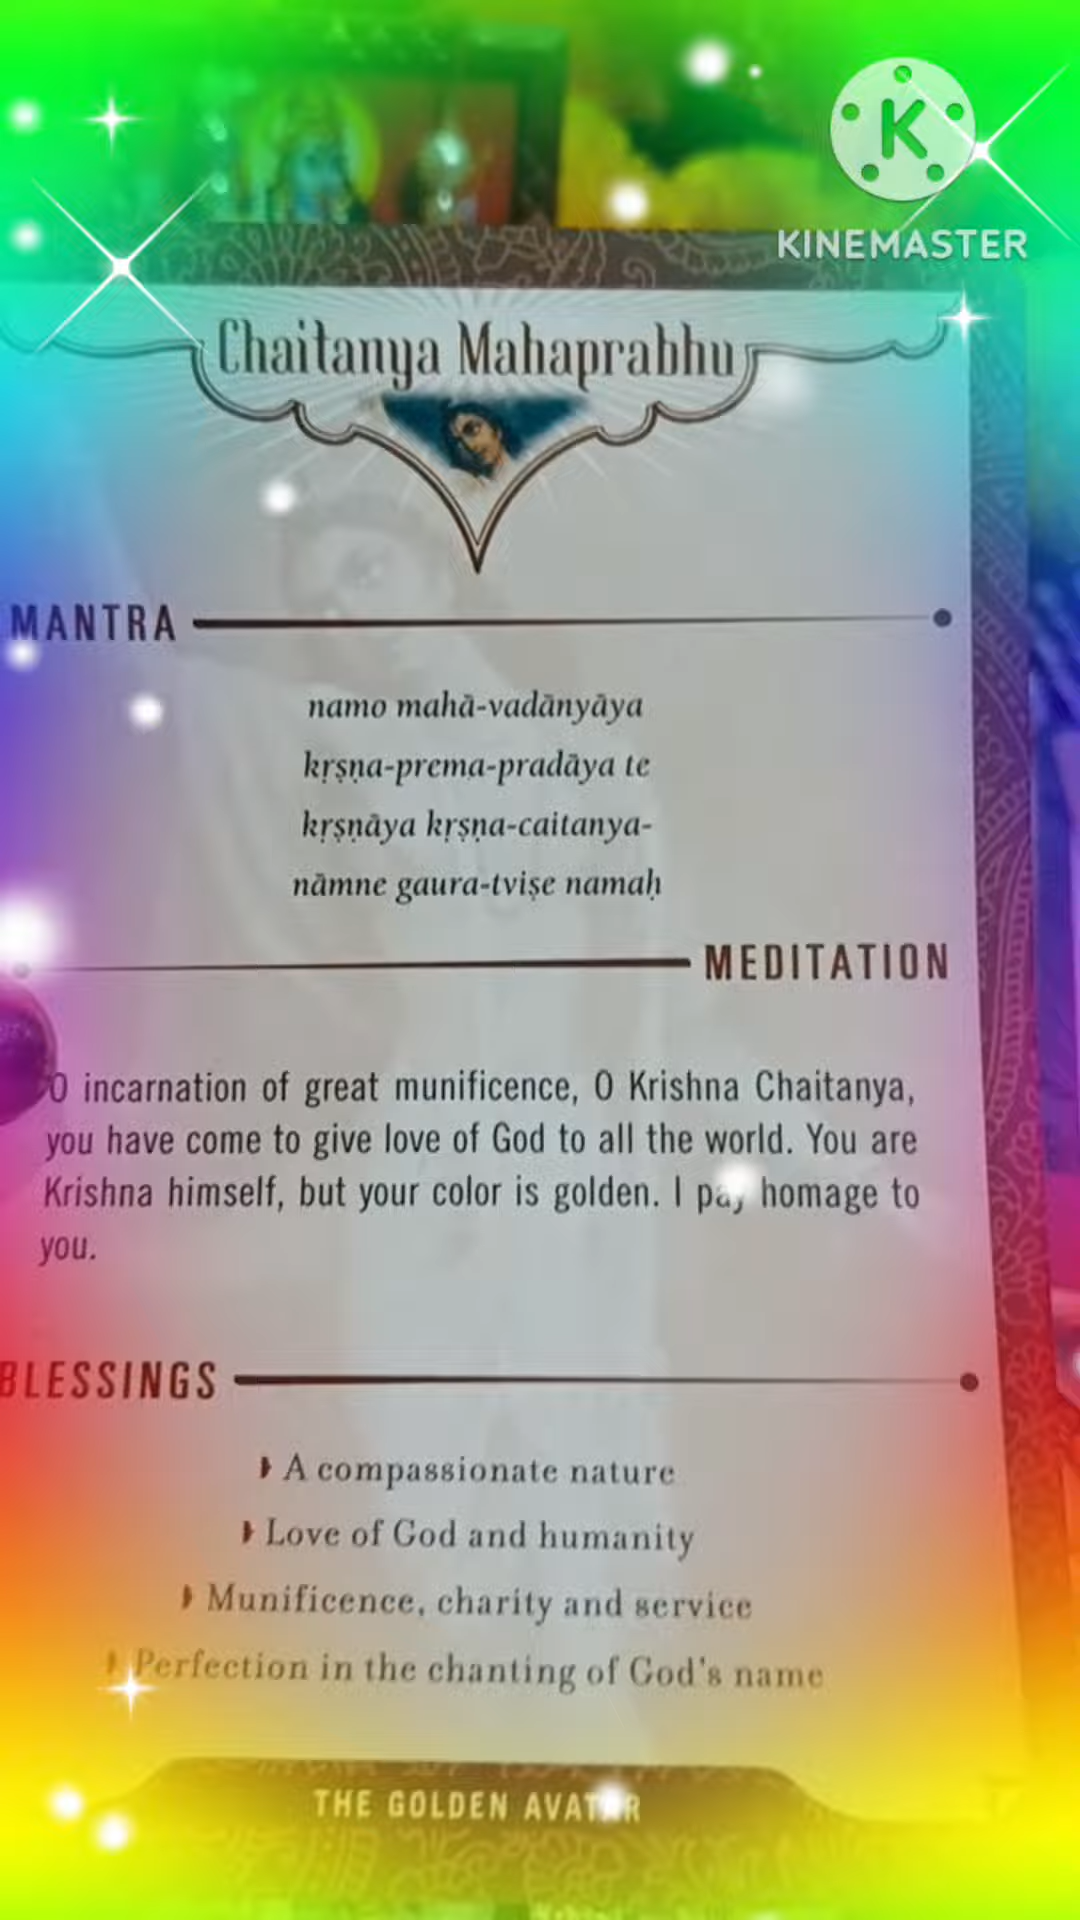 K
KINEMASTER
Chaitanya Mahaprabhu
MANTRA
namo mahā-vadānyāya
kṛṣṇa-prema-pradāya te
kṛṣṇāya kṛṣṇa-caitanya-
nāmne gaura-tviṣe namaḥ
MEDITATION
O incarnation of great munificence, O Krishna Chaitanya,
you have come to give love of God to all the world. You are
Krishna himself, but your color is golden. I pay homage to
you.
BLESSINGS
A compassionate nature
Love of God and humanity
Munificence, charity and service
Perfection in the chanting of God's name
THE GOLDEN AVATAR